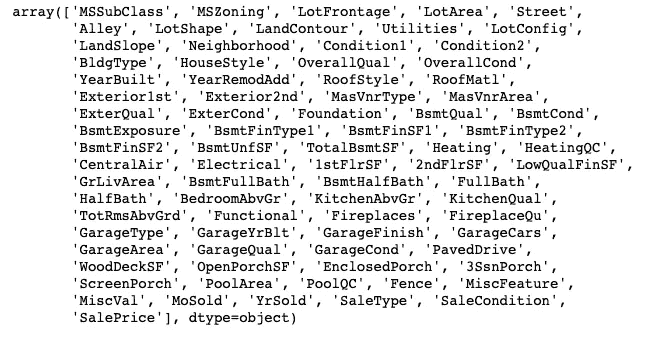 array(['MSSubClass', 'MSZoning', 'LotFrontage', 'LotArea', 'Street',
'Alley', 'LotShape', 'LandContour', 'Utilities', 'LotConfig',
'LandSlope', 'Neighborhood', 'Condition1', 'Condition2',
'BldgType', 'HouseStyle', 'OverallQual', 'OverallCond',
'YearBuilt', 'YearRemodAdd', 'RoofStyle', 'RoofMatl',
'Exterior1st', 'Exterior2nd', 'MasVnrType', 'MasVnrArea',
'ExterQual', 'ExterCond', 'Foundation', 'BsmtQual', 'BsmtCond',
'BsmtExposure', 'BsmtFinType1', 'BsmtFinSF1', 'BsmtFinType2',
'BsmtFinSF2', 'BsmtUnfSF', 'TotalBsmtSF', 'Heating', 'HeatingQC',
'CentralAir', 'Electrical', '1stFlrSF', '2ndFlrSF', 'LowQualFinSF',
'GrLivArea', 'BsmtFullBath', 'BsmtHalfBath', 'FullBath',
'HalfBath', 'BedroomAbvGr', 'KitchenAbvGr', 'KitchenQual',
'TotRmsAbvGrd', 'Functional', 'Fireplaces', 'FireplaceQu',
'GarageType', 'GarageYrBlt', 'GarageFinish', 'GarageCars',
'GarageArea', 'GarageQual', 'GarageCond', 'PavedDrive',
'WoodDeckSF', 'OpenPorchSF', 'EnclosedPorch', '3SsnPorch',
'ScreenPorch', 'PoolArea', 'PoolQC', 'Fence', 'MiscFeature',
'MiscVal', 'MoSold', 'YrSold', 'SaleType', 'SaleCondition',
'SalePrice'], dtype=object)